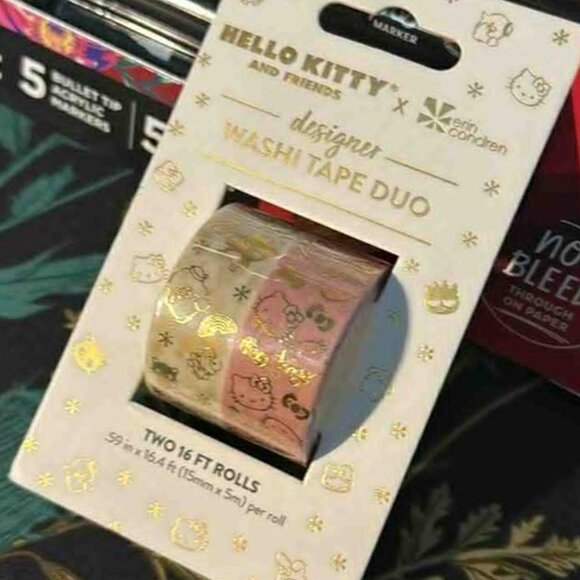 MARKER
HELLO KITTY®
AND FRIENDS
x
erin condren
designer
WASHI TAPE DUO
TWO 16 FT ROLLS
.59 in x 16.4 ft (15mm x 5m) per roll
5
BULLET TIP
ACRYLIC
MARKERS
5
NO
BLEE
THROUGH
ON PAPER